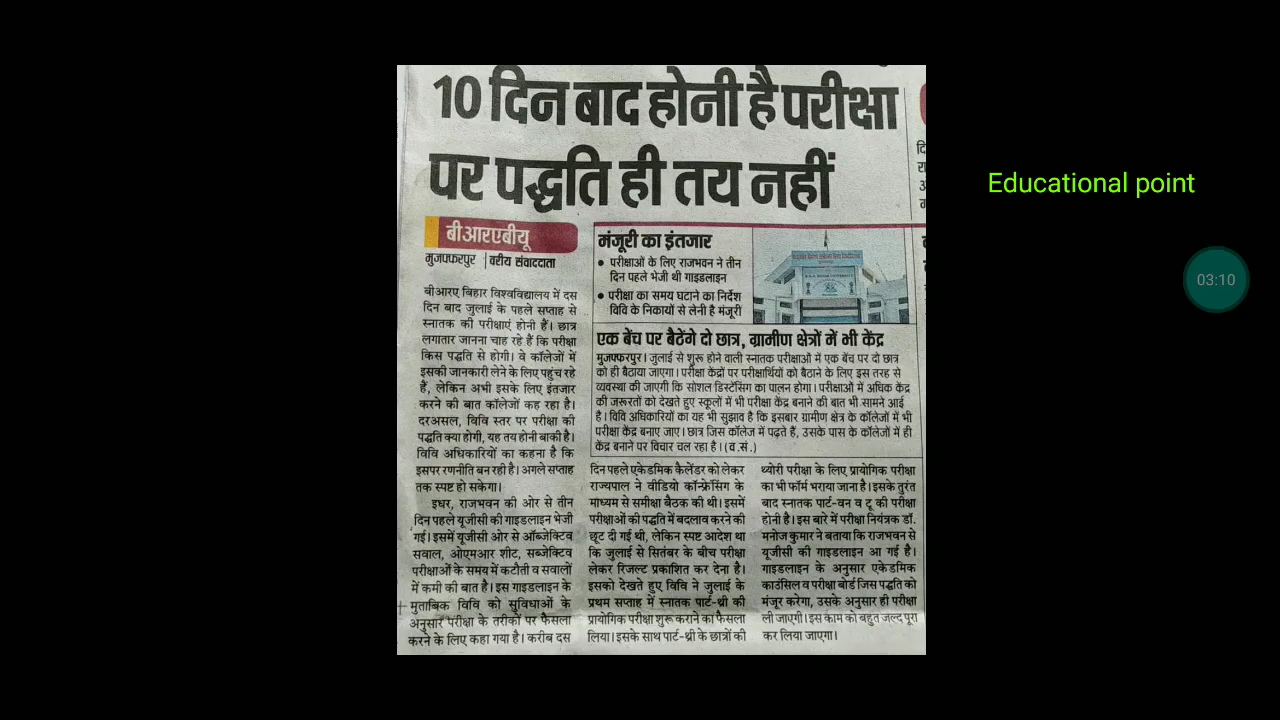 10 दिन बाद होनी है परीक्षा
पर पद्धति ही तय नहीं
बीआरएबीयू
मुजफ्फरपुर | वरीय संवाददाता
बीआरए बिहार विश्वविद्यालय में दस
दिन बाद जुलाई के पहले सप्ताह से
स्नातक की परीक्षाएं होनी हैं। छात्र
लगातार जानना चाह रहे हैं कि परीक्षा
किस पद्धति से होगी। वे कॉलेजों में
इसकी जानकारी लेने के लिए पहुंच रहे
हैं, लेकिन अभी इसके लिए इंतजार
करने की बात कॉलेजों कह रहा है।
दरअसल, विवि स्तर पर परीक्षा की
पद्धति क्या होगी, यह तय होनी बाकी है।
विवि अधिकारियों का कहना है कि
इसपर रणनीति बन रही है। अगले सप्ताह
तक स्पष्ट हो सकेगा।
इधर, राजभवन की ओर से तीन
दिन पहले यूजीसी की गाइडलाइन भेजी
गई। इसमें यूजीसी ओर से ऑब्जेक्टिव
सवाल, ओएमआर शीट, सब्जेक्टिव
परीक्षाओं के समय में कटौती व सवालों
में कमी की बात है। इस गाइडलाइन के
मुताबिक विवि को सुविधाओं के
अनुसार परीक्षा के तरीकों पर फैसला
करने के लिए कहा गया है। करीब दस
मंजूरी का इंतजार
• परीक्षाओं के लिए राजभवन ने तीन
दिन पहले भेजी थी गाइडलाइन
• परीक्षा का समय घटाने का निर्देश
विवि के निकायों से लेनी है मंजूरी
एक बेंच पर बैठेंगे दो छात्र, ग्रामीण क्षेत्रों में भी केंद्र
मुजफ्फरपुर। जुलाई से शुरू होने वाली स्नातक परीक्षाओं में एक बेंच पर दो छात्र
को ही बैठाया जाएगा। परीक्षा केंद्रों पर परीक्षार्थियों को बैठाने के लिए इस तरह से
व्यवस्था की जाएगी कि सोशल डिस्टेंसिंग का पालन होगा। परीक्षाओं में अधिक केंद्र
की जरूरतों को देखते हुए स्कूलों में भी परीक्षा केंद्र बनाने की बात भी सामने आई
है। विवि अधिकारियों का यह भी सुझाव है कि इसबार ग्रामीण क्षेत्र के कॉलेजों में भी
परीक्षा केंद्र बनाए जाए। छात्र जिस कॉलेज में पढ़ते हैं, उसके पास के कॉलेजों में ही
केंद्र बनाने पर विचार चल रहा है। (व.सं.)
दिन पहले एकेडमिक कैलेंडर को लेकर
राज्यपाल ने वीडियो कॉन्फ्रेंसिंग के
माध्यम से समीक्षा बैठक की थी। इसमें
परीक्षाओं की पद्धति में बदलाव करने की
छूट दी गई थी, लेकिन स्पष्ट आदेश था
कि जुलाई से सितंबर के बीच परीक्षा
लेकर रिजल्ट प्रकाशित कर देना है।
इसको देखते हुए विवि ने जुलाई के
प्रथम सप्ताह में स्नातक पार्ट-थ्री की
प्रायोगिक परीक्षा शुरू कराने का फैसला
लिया। इसके साथ पार्ट-थ्री के छात्रों की
थ्योरी परीक्षा के लिए प्रायोगिक परीक्षा
का भी फॉर्म भराया जाना है। इसके तुरंत
बाद स्नातक पार्ट-वन व टू की परीक्षा
होनी है। इस बारे में परीक्षा नियंत्रक डॉ.
मनोज कुमार ने बताया कि राजभवन से
यूजीसी की गाइडलाइन आ गई है।
गाइडलाइन के अनुसार एकेडमिक
काउंसिल व परीक्षा बोर्ड जिस पद्धति को
मंजूर करेगा, उसके अनुसार ही परीक्षा
ली जाएगी। इस काम को बहुत जल्द पूरा
कर लिया जाएगा।
Educational point
03:10